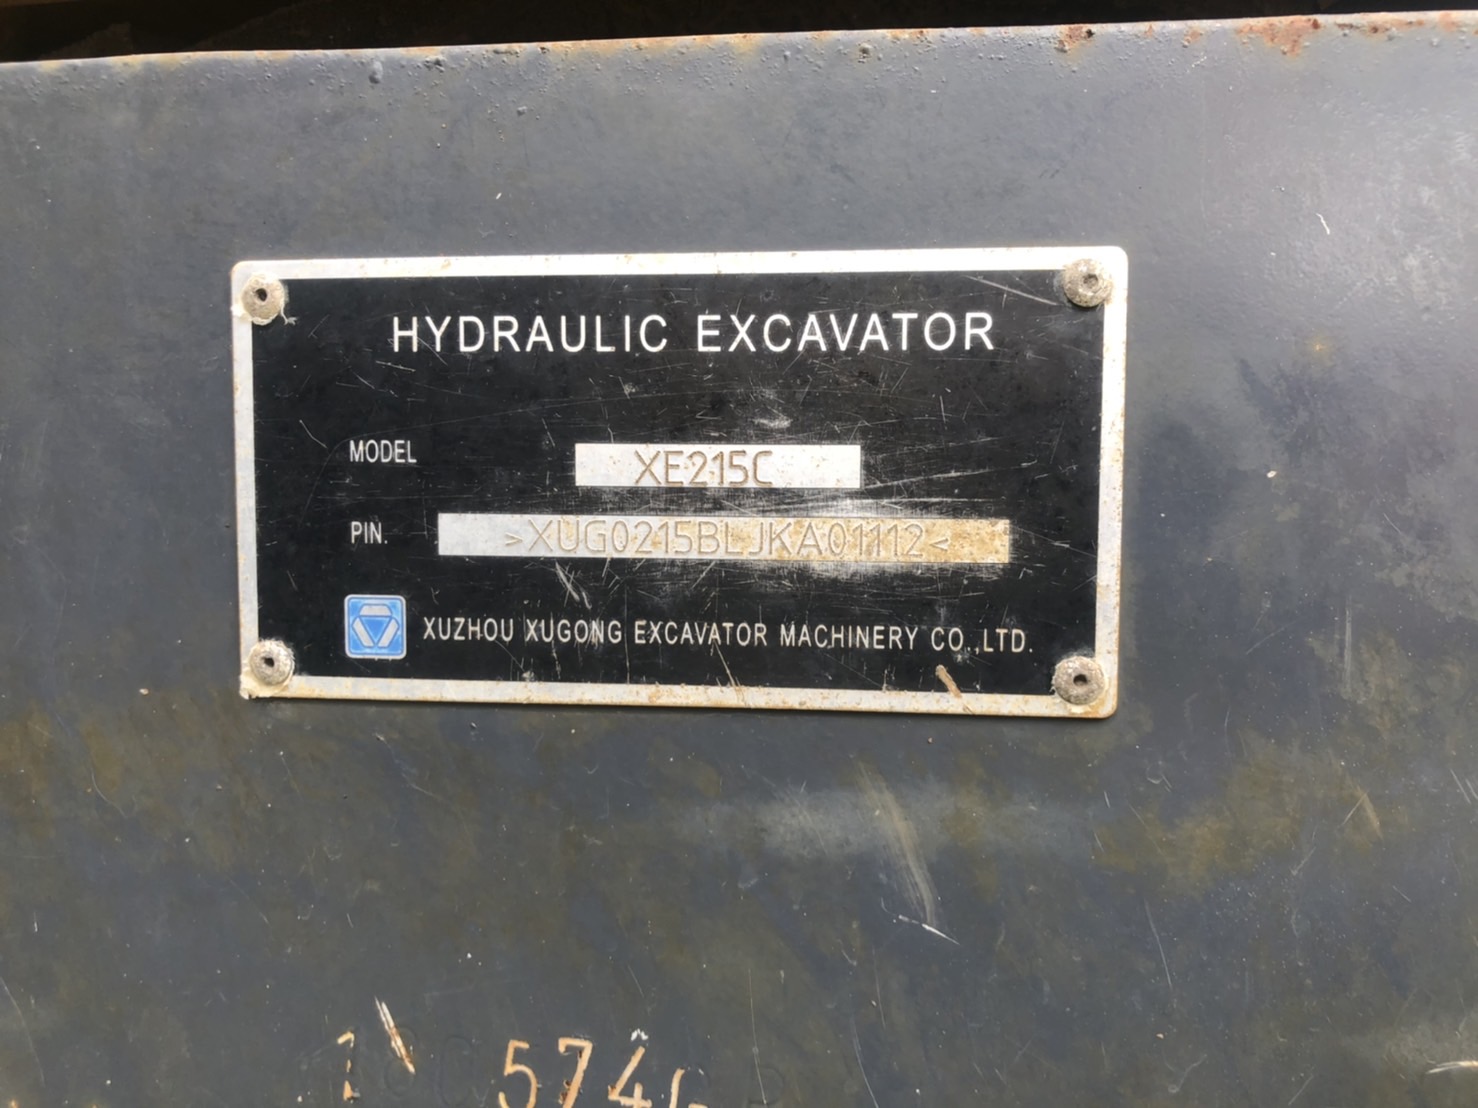 HYDRAULIC EXCAVATOR
MODEL XE215C
PIN. >XUG0215BLJKA01112<
XUZHOU XUGONG EXCAVATOR MACHINERY CO.,LTD.